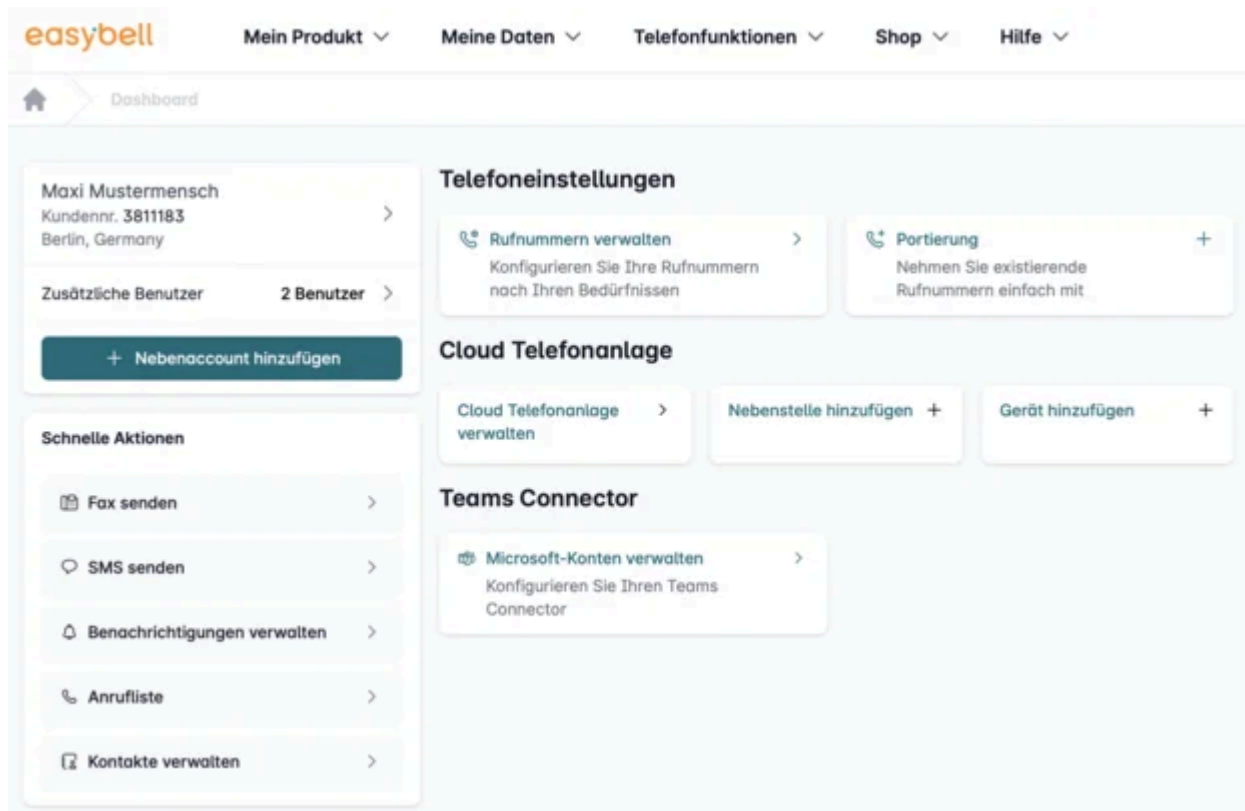 easybell
Mein Produkt
Meine Daten
Telefonfunktionen
Shop
Hilfe
Dashboard
Maxi Mustermensch
Kundennr. 3811183
Berlin, Germany
Zusätzliche Benutzer 2 Benutzer
+ Nebenaccount hinzufügen
Schnelle Aktionen
Fax senden
SMS senden
Benachrichtigungen verwalten
Anrufliste
Kontakte verwalten
Telefoneinstellungen
Rufnummern verwalten
Konfigurieren Sie Ihre Rufnummern
nach Ihren Bedürfnissen
Portierung +
Nehmen Sie existierende
Rufnummern einfach mit
Cloud Telefonanlage
Cloud Telefonanlage
verwalten
Nebenstelle hinzufügen +
Gerät hinzufügen +
Teams Connector
Microsoft-Konten verwalten
Konfigurieren Sie Ihren Teams
Connector